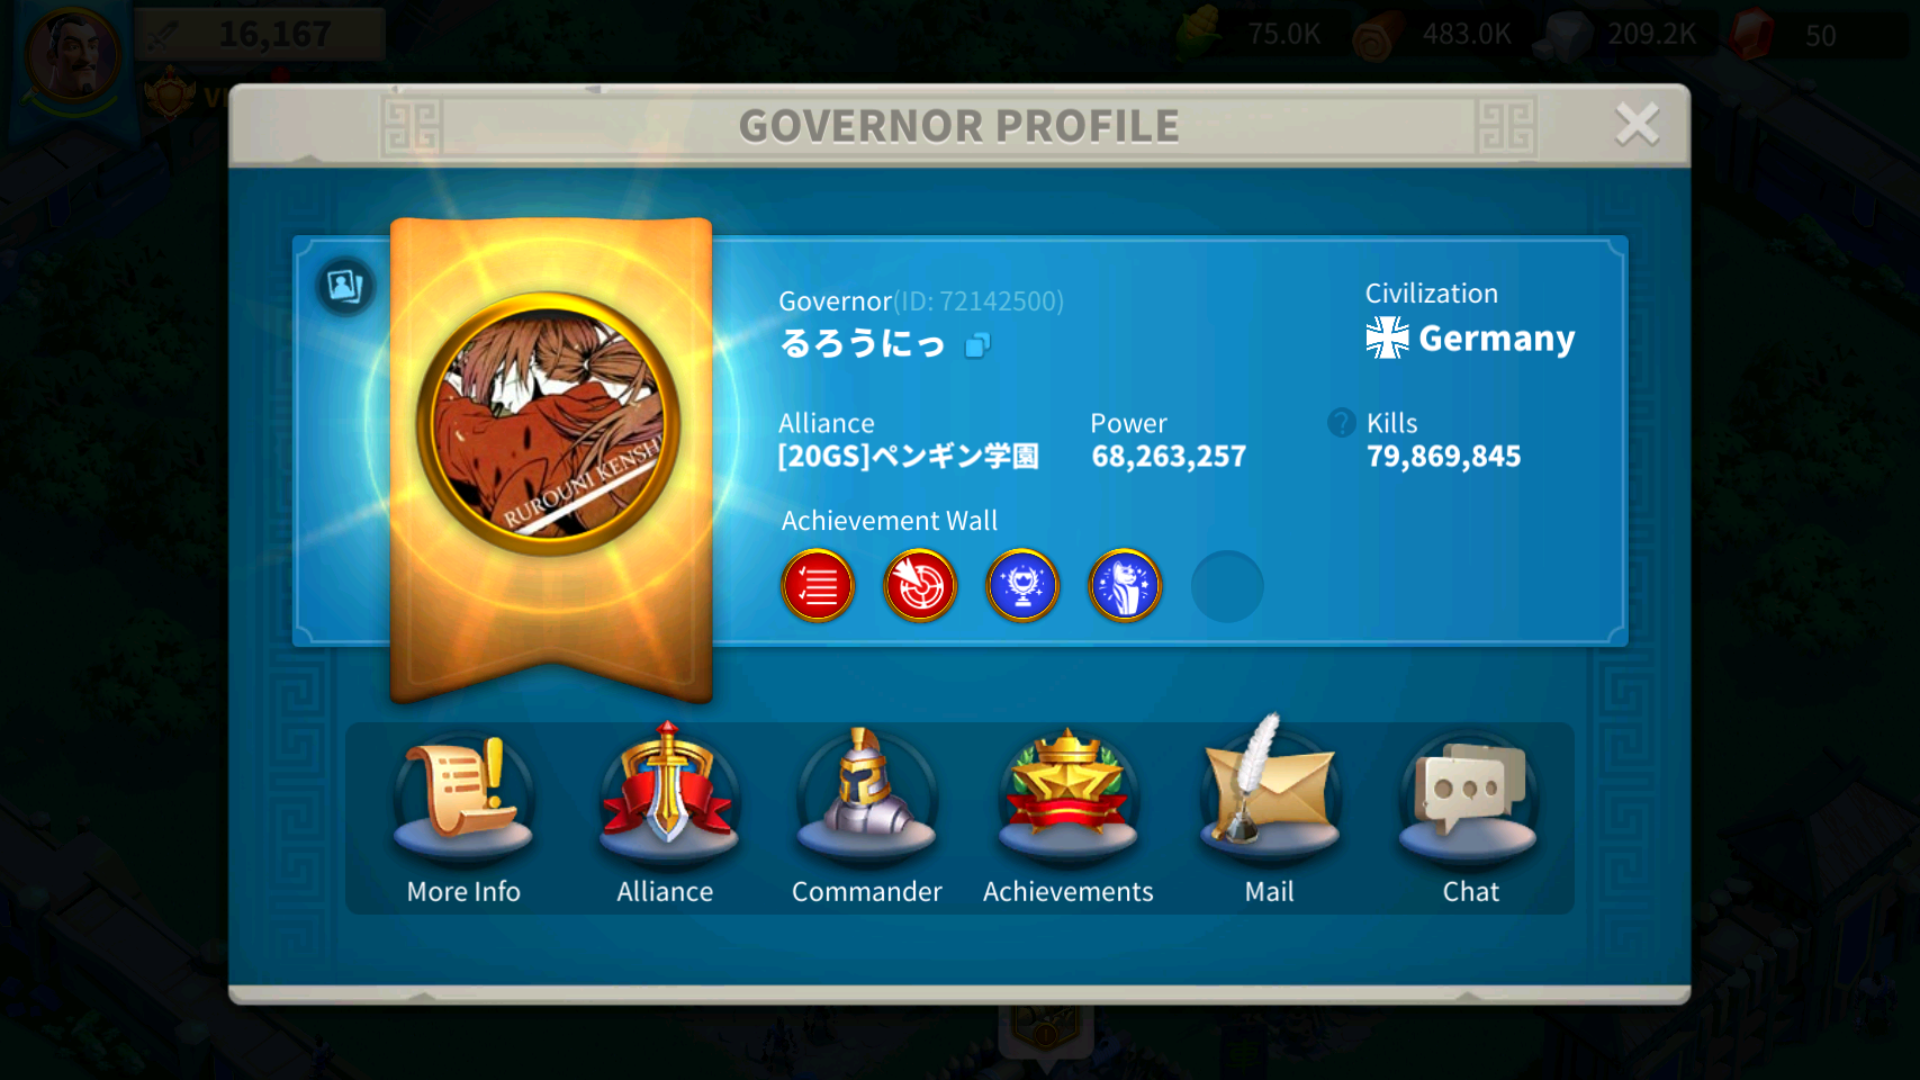 16,167
75.0K
483.0K
209.2K
50
GOVERNOR PROFILE
Governor(ID: 72142500)
るろうにっ
Civilization
Germany
Alliance
Power
Kills
[20GS]ペンギン学園
68,263,257
79,869,845
RUROUNI KENSHI
Achievement Wall
More Info
Alliance
Commander
Achievements
Mail
Chat